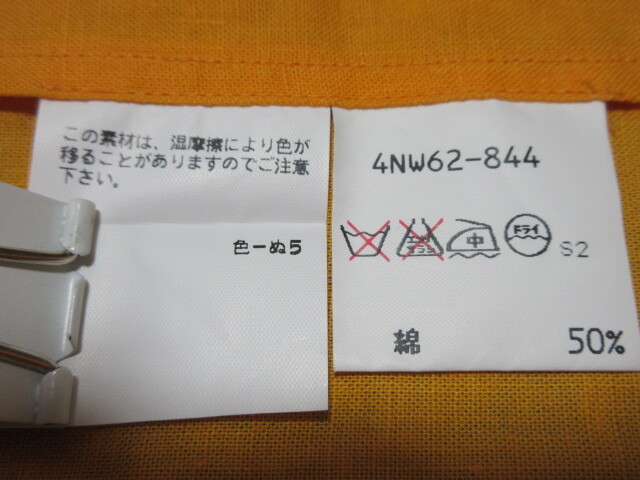 この素材は、湿摩擦により色が
移ることがありますのでご注意
下さい。
色ーぬ5
4NW62-844
中
ドライ
S2
綿 50%